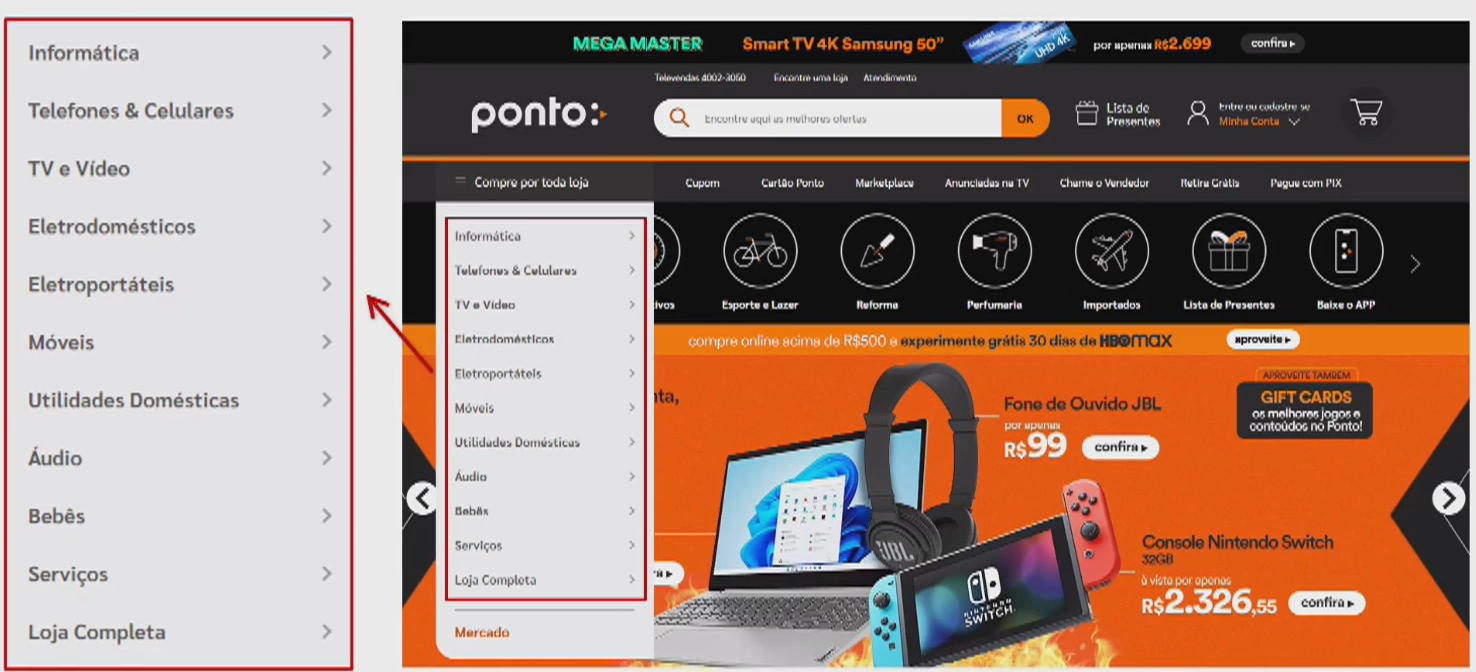 Informática
Telefones & Celulares
TV e Vídeo
Eletrodomésticos
Eletroportáteis
Móveis
Utilidades Domésticas
Áudio
Bebês
Serviços
Loja Completa
MEGA MASTER Smart TV 4K Samsung 50” SAMSUNG UHD 4K por apenas R$2.699 confira
Televendas 4002-3050 Encontre uma loja Atendimento
ponto:
Encontre aqui as melhores ofertas OK
Lista de Presentes
Entre ou cadastre-se
Minha Conta
Compre por toda loja Cupom Cartão Ponto Marketplace Anunciadas na TV Chame o Vendedor Retira Grátis Pague com PIX
Informática
Telefones & Celulares
TV e Vídeo
Eletrodomésticos
Eletroportáteis
Móveis
Utilidades Domésticas
Áudio
Bebês
Serviços
Loja Completa
Mercado
ivos Esporte e Lazer Reforma Perfumaria Importados Lista de Presentes Baixe o APP
compre online acima de R$500 e experimente grátis 30 dias de HBOMAX aproveite
nta,
Fone de Ouvido JBL
por apenas
R$99 confira
APROVEITE TAMBÉM
GIFT CARDS
os melhores jogos e
conteúdos no Ponto!
JBL
NINTENDO
SWITCH
Console Nintendo Switch
32GB
à vista por apenas
R$2.326,55 confira
ra